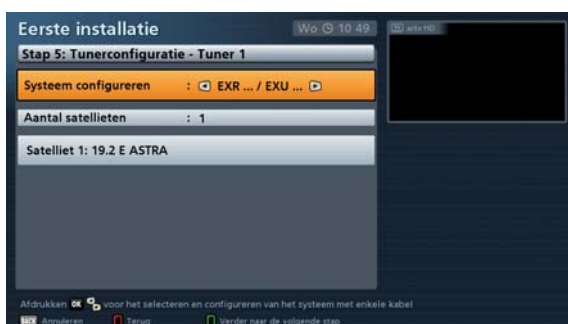 Eerste installatie
Wo 10 49
arte HD
Stap 5: Tunerconfiguratie - Tuner 1
Systeem configureren : EXR ... / EXU ...
Aantal satellieten : 1
Satelliet 1: 19.2 E ASTRA
Afdrukken OK voor het selecteren en configureren van het systeem met enkele kabel
BACK Annuleren Terug Verder naar de volgende stap